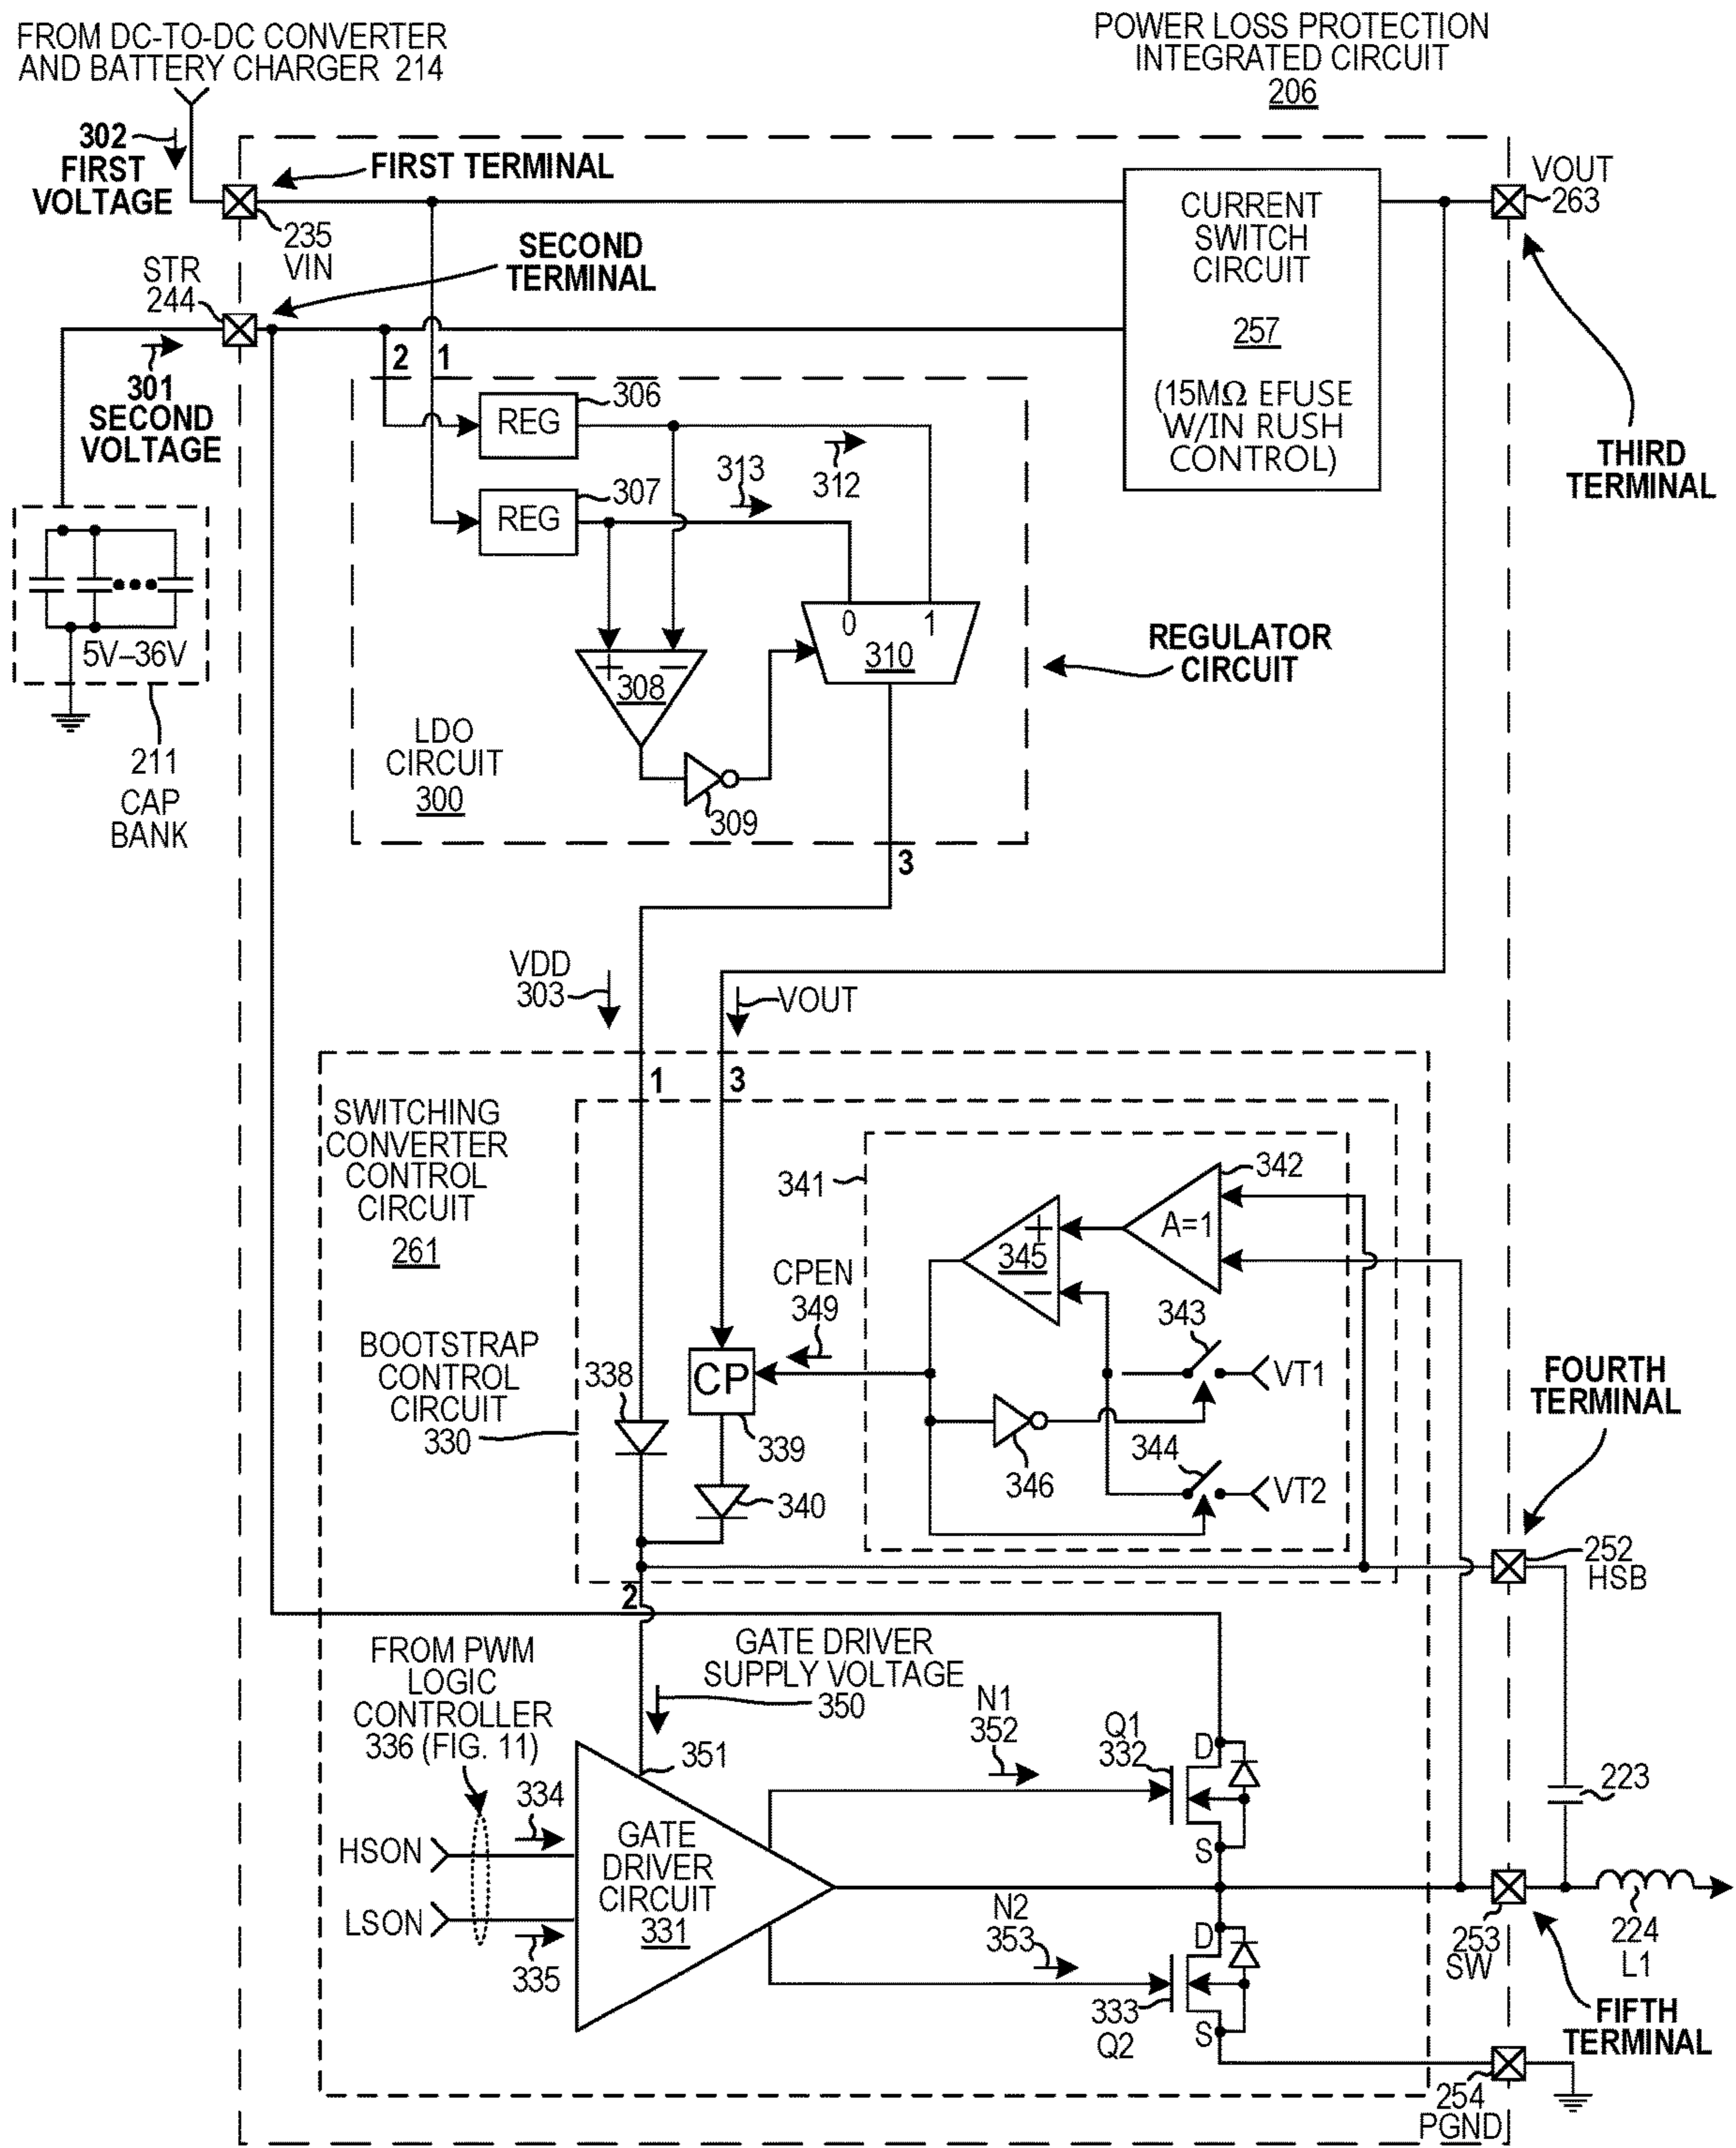 FROM DC-TO-DC CONVERTER
AND BATTERY CHARGER 214
POWER LOSS PROTECTION
INTEGRATED CIRCUIT
206
302
FIRST
VOLTAGE
FIRST TERMINAL
235
VIN
STR
244
SECOND
TERMINAL
301
SECOND
VOLTAGE
CURRENT
SWITCH
CIRCUIT
257
(15MΩ EFUSE
W/IN RUSH
CONTROL)
VOUT
263
THIRD
TERMINAL
2
1
REG
306
REG
307
313
312
0
1
310
+
−
308
309
LDO
CIRCUIT
300
REGULATOR
CIRCUIT
5V–36V
211
CAP
BANK
3
VDD
303
VOUT
1
3
SWITCHING
CONVERTER
CONTROL
CIRCUIT
261
341
342
A=1
+
345
−
CPEN
349
343
VT1
346
344
VT2
BOOTSTRAP
CONTROL
CIRCUIT
330
338
CP
339
340
FOURTH
TERMINAL
252
HSB
2
FROM PWM
LOGIC
CONTROLLER
336 (FIG. 11)
GATE DRIVER
SUPPLY VOLTAGE
350
351
N1
352
Q1
332
D
S
223
334
HSON
LSON
335
GATE
DRIVER
CIRCUIT
331
N2
353
D
333
Q2
S
253
SW
224
L1
FIFTH
TERMINAL
254
PGND